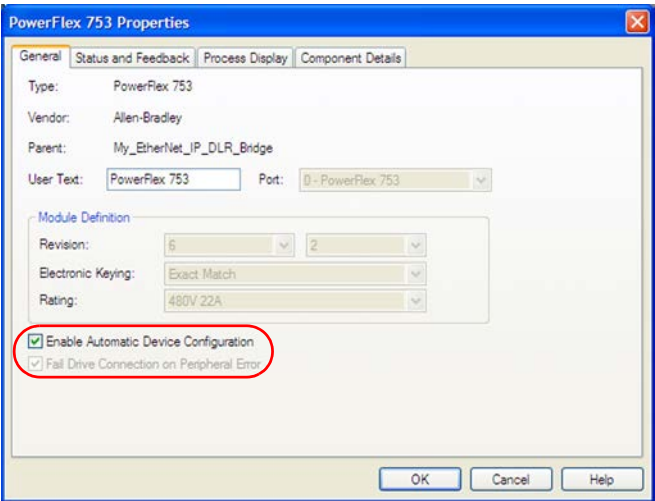 PowerFlex 753 Properties
General Status and Feedback Process Display Component Details
Type: PowerFlex 753
Vendor: Allen-Bradley
Parent: My_EtherNet_IP_DLR_Bridge
User Text: PowerFlex 753 Port: 0 - PowerFlex 753
Module Definition
Revision: 6 2
Electronic Keying: Exact Match
Rating: 480V 22A
Enable Automatic Device Configuration
Fail Drive Connection on Peripheral Error
OK Cancel Help